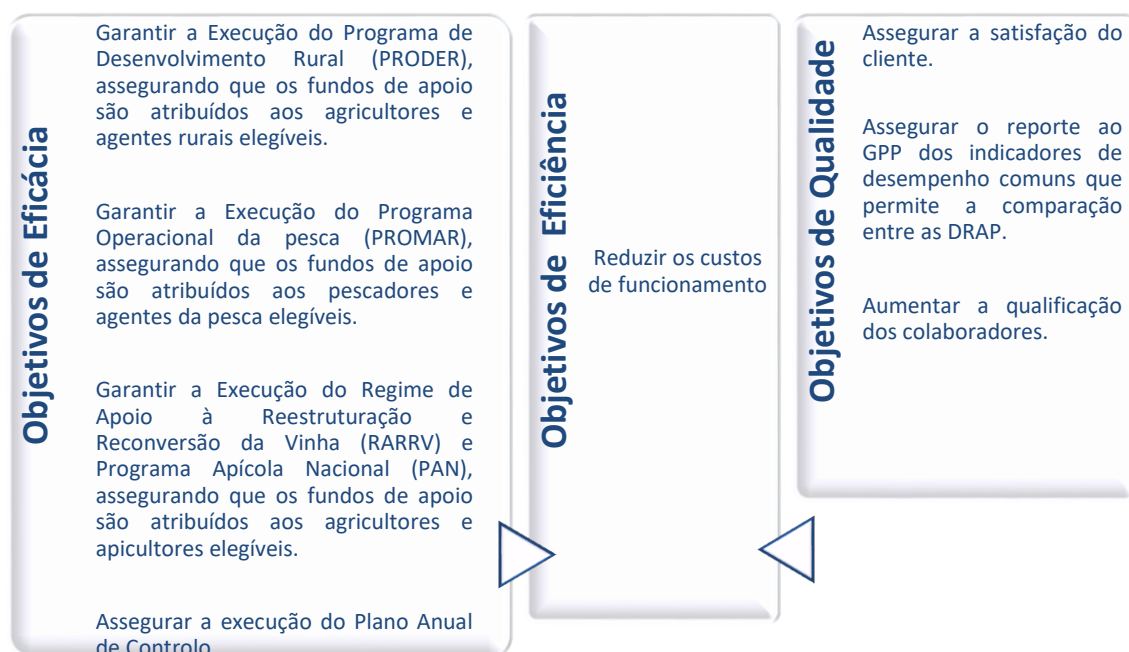 Objetivos de Eficácia
Garantir a Execução do Programa de
Desenvolvimento Rural (PRODER),
assegurando que os fundos de apoio
são atribuídos aos agricultores e
agentes rurais elegíveis.
Garantir a Execução do Programa
Operacional da pesca (PROMAR),
assegurando que os fundos de apoio
são atribuídos aos pescadores e
agentes da pesca elegíveis.
Garantir a Execução do Regime de
Apoio à Reestruturação e
Reconversão da Vinha (RARRV) e
Programa Apícola Nacional (PAN),
assegurando que os fundos de apoio
são atribuídos aos agricultores e
apicultores elegíveis.
Assegurar a execução do Plano Anual
de Controlo
Objetivos de Eficiência
Reduzir os custos
de funcionamento
Objetivos de Qualidade
Assegurar a satisfação do
cliente.
Assegurar o reporte ao
GPP dos indicadores de
desempenho comuns que
permite a comparação
entre as DRAP.
Aumentar a qualificação
dos colaboradores.